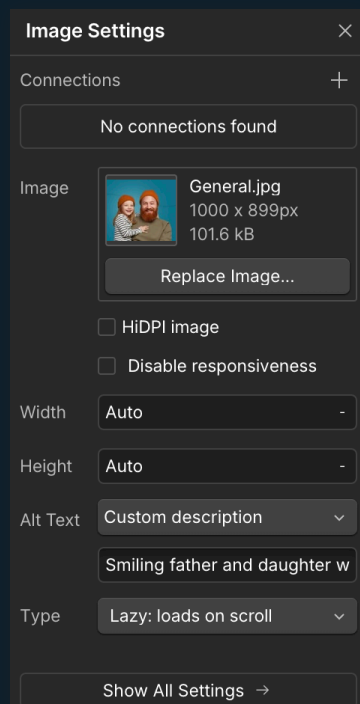 Image Settings
Connections
No connections found
Image
General.jpg
1000 x 899px
101.6 kB
Replace Image...
HiDPI image
Disable responsiveness
Width Auto -
Height Auto -
Alt Text Custom description
Smiling father and daughter w
Type Lazy: loads on scroll
Show All Settings →